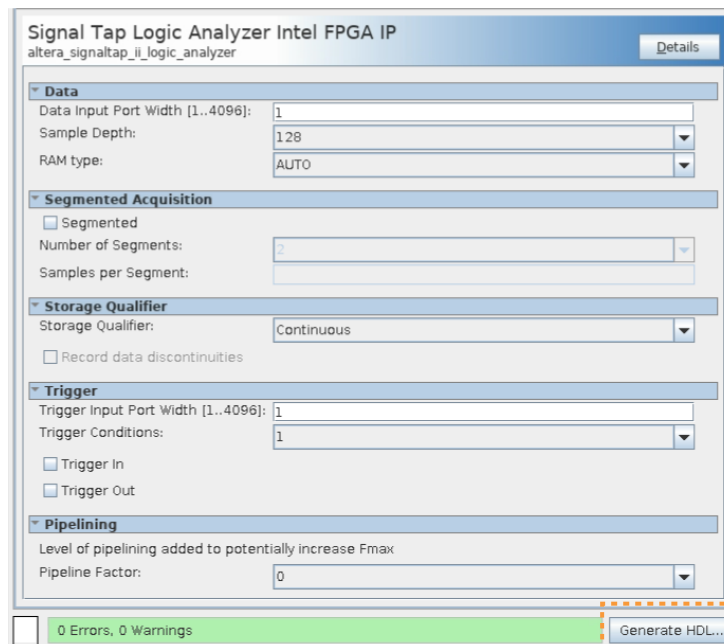 Signal Tap Logic Analyzer Intel FPGA IP
altera_signaltap_ii_logic_analyzer
Details
Data
Data Input Port Width [1..4096]: 1
Sample Depth: 128
RAM type: AUTO
Segmented Acquisition
Segmented
Number of Segments: 2
Samples per Segment:
Storage Qualifier
Storage Qualifier: Continuous
Record data discontinuities
Trigger
Trigger Input Port Width [1..4096]: 1
Trigger Conditions: 1
Trigger In
Trigger Out
Pipelining
Level of pipelining added to potentially increase Fmax
Pipeline Factor: 0
0 Errors, 0 Warnings
Generate HDL...